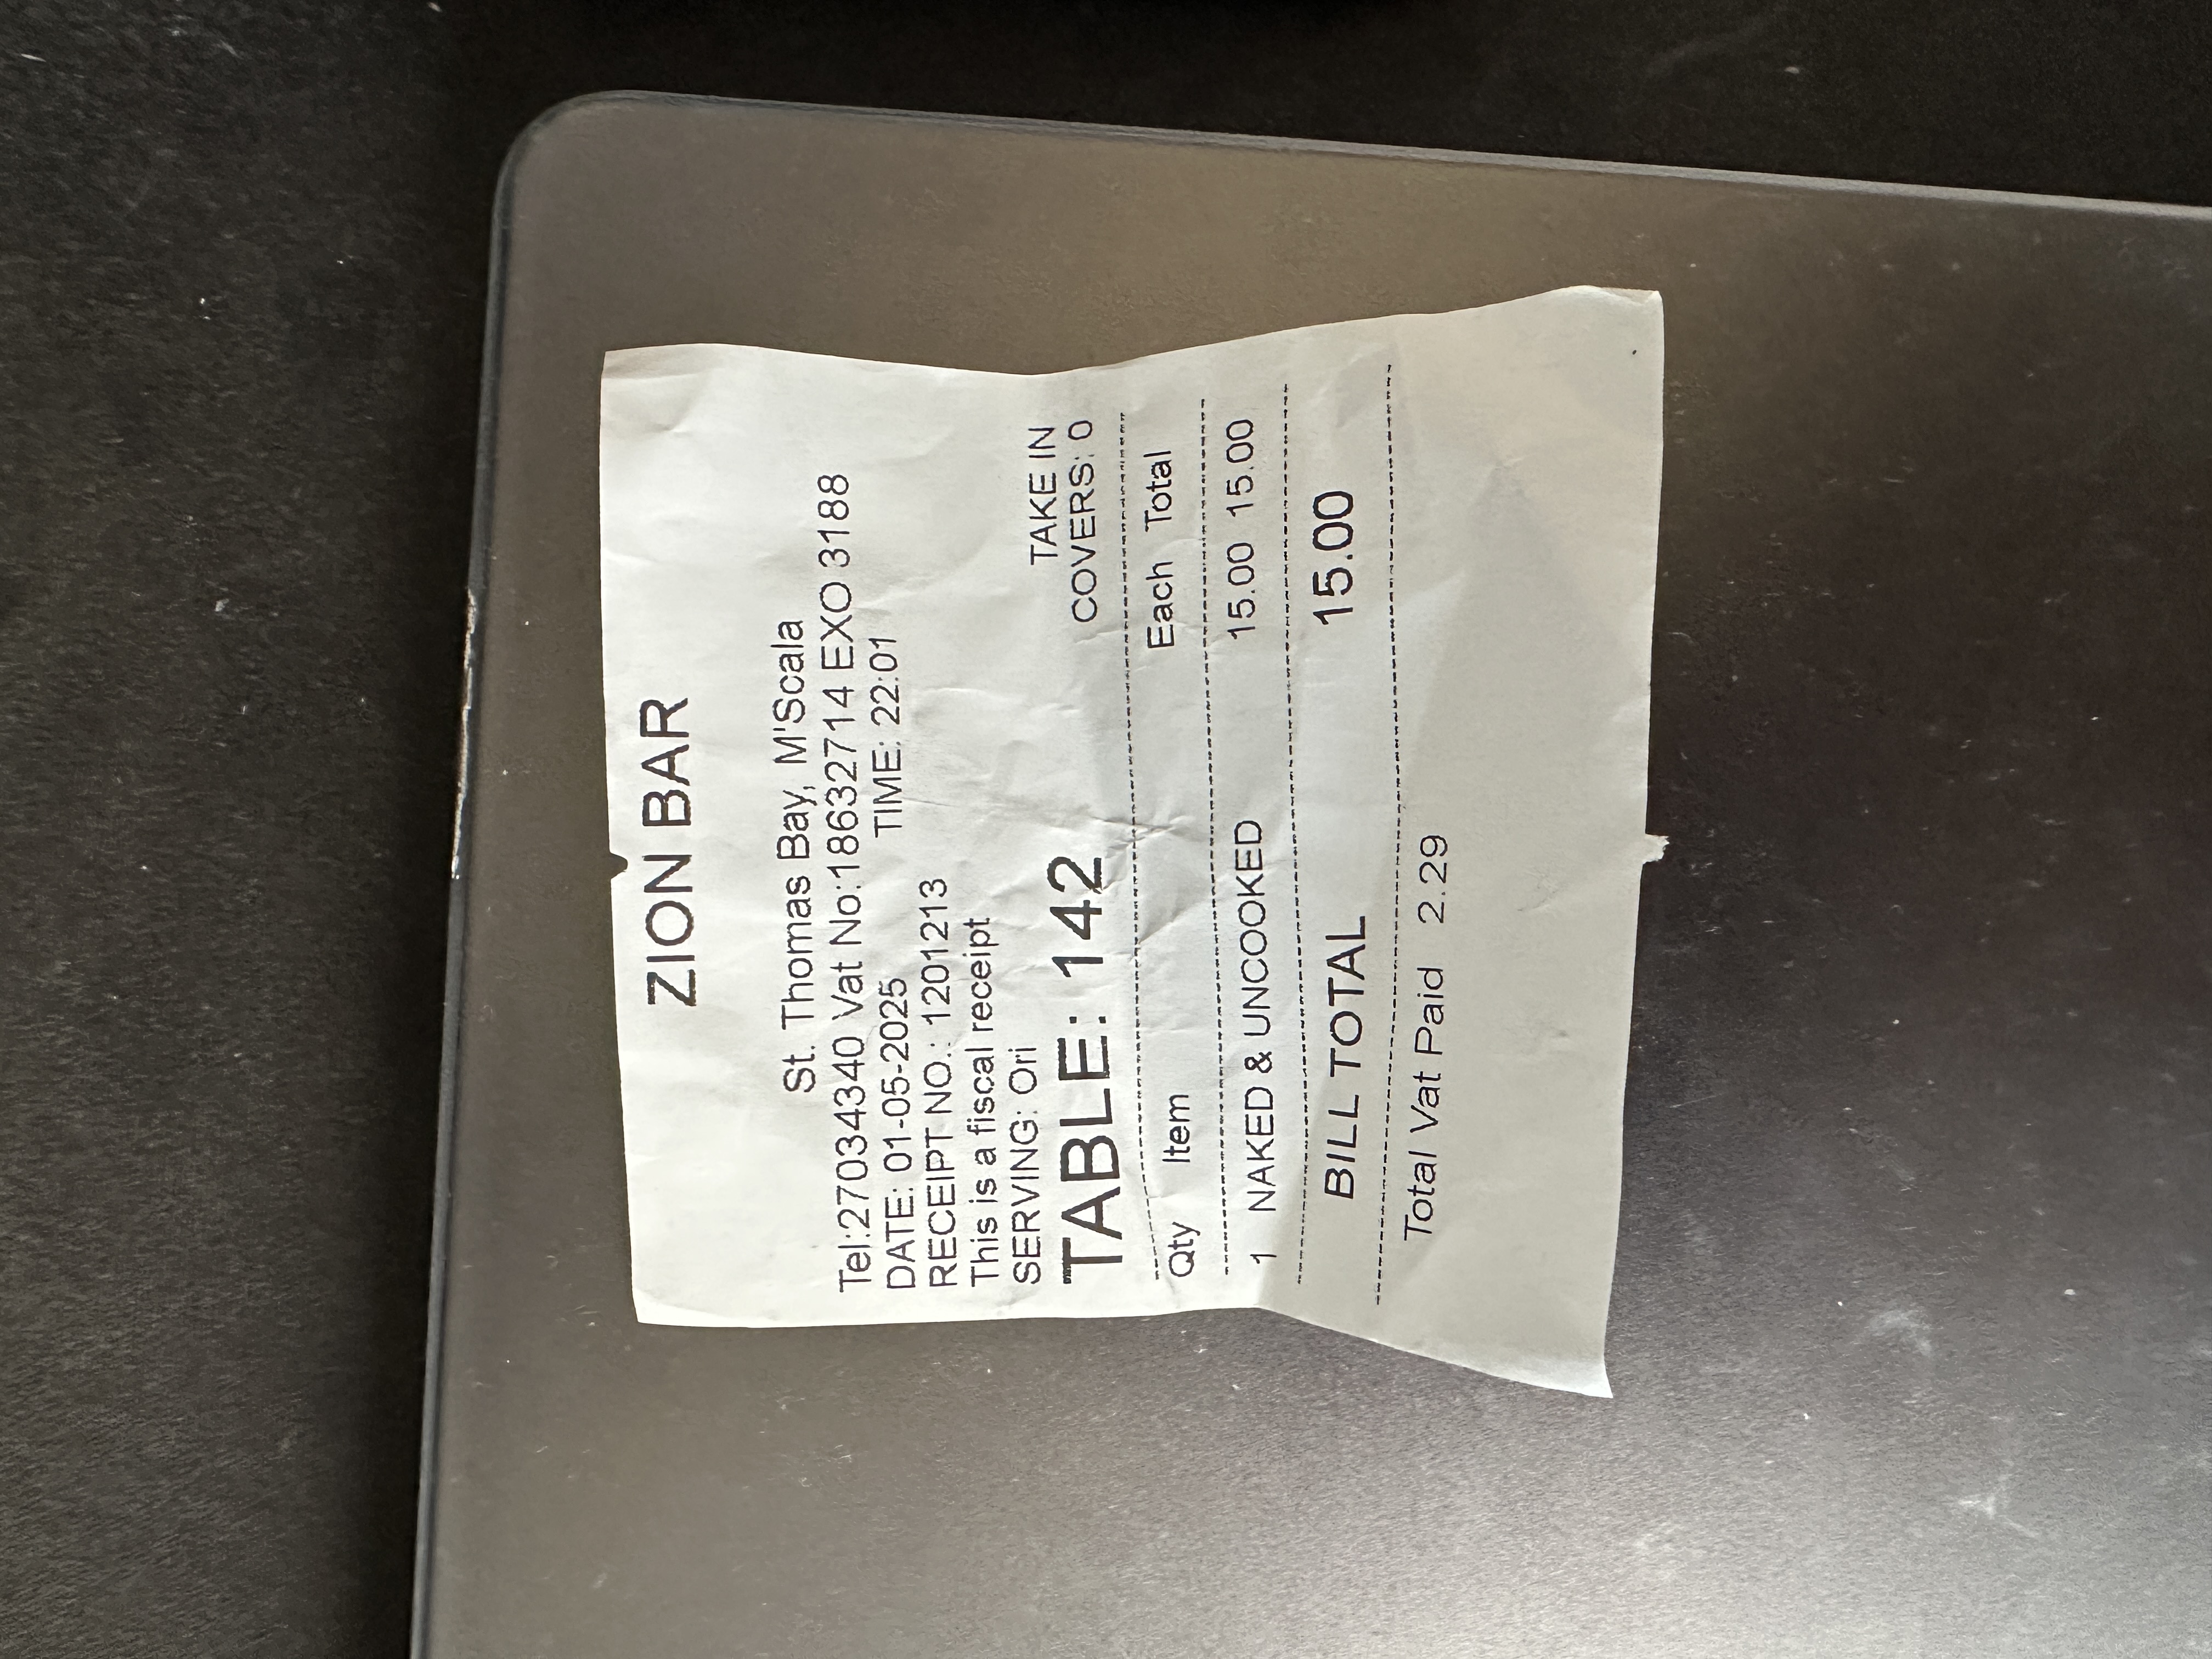 ZION BAR
St. Thomas Bay, M'Scala
Tel:27034340 Vat No:18632714 EXO 3188
DATE: 01-05-2025 TIME: 22:01
RECEIPT NO.: 1201213
This is a fiscal receipt
SERVING: Ori
TAKE IN
TABLE: 142 COVERS: 0
Qty Item Each Total
1 NAKED & UNCOOKED 15.00 15.00
BILL TOTAL 15.00
Total Vat Paid 2.29